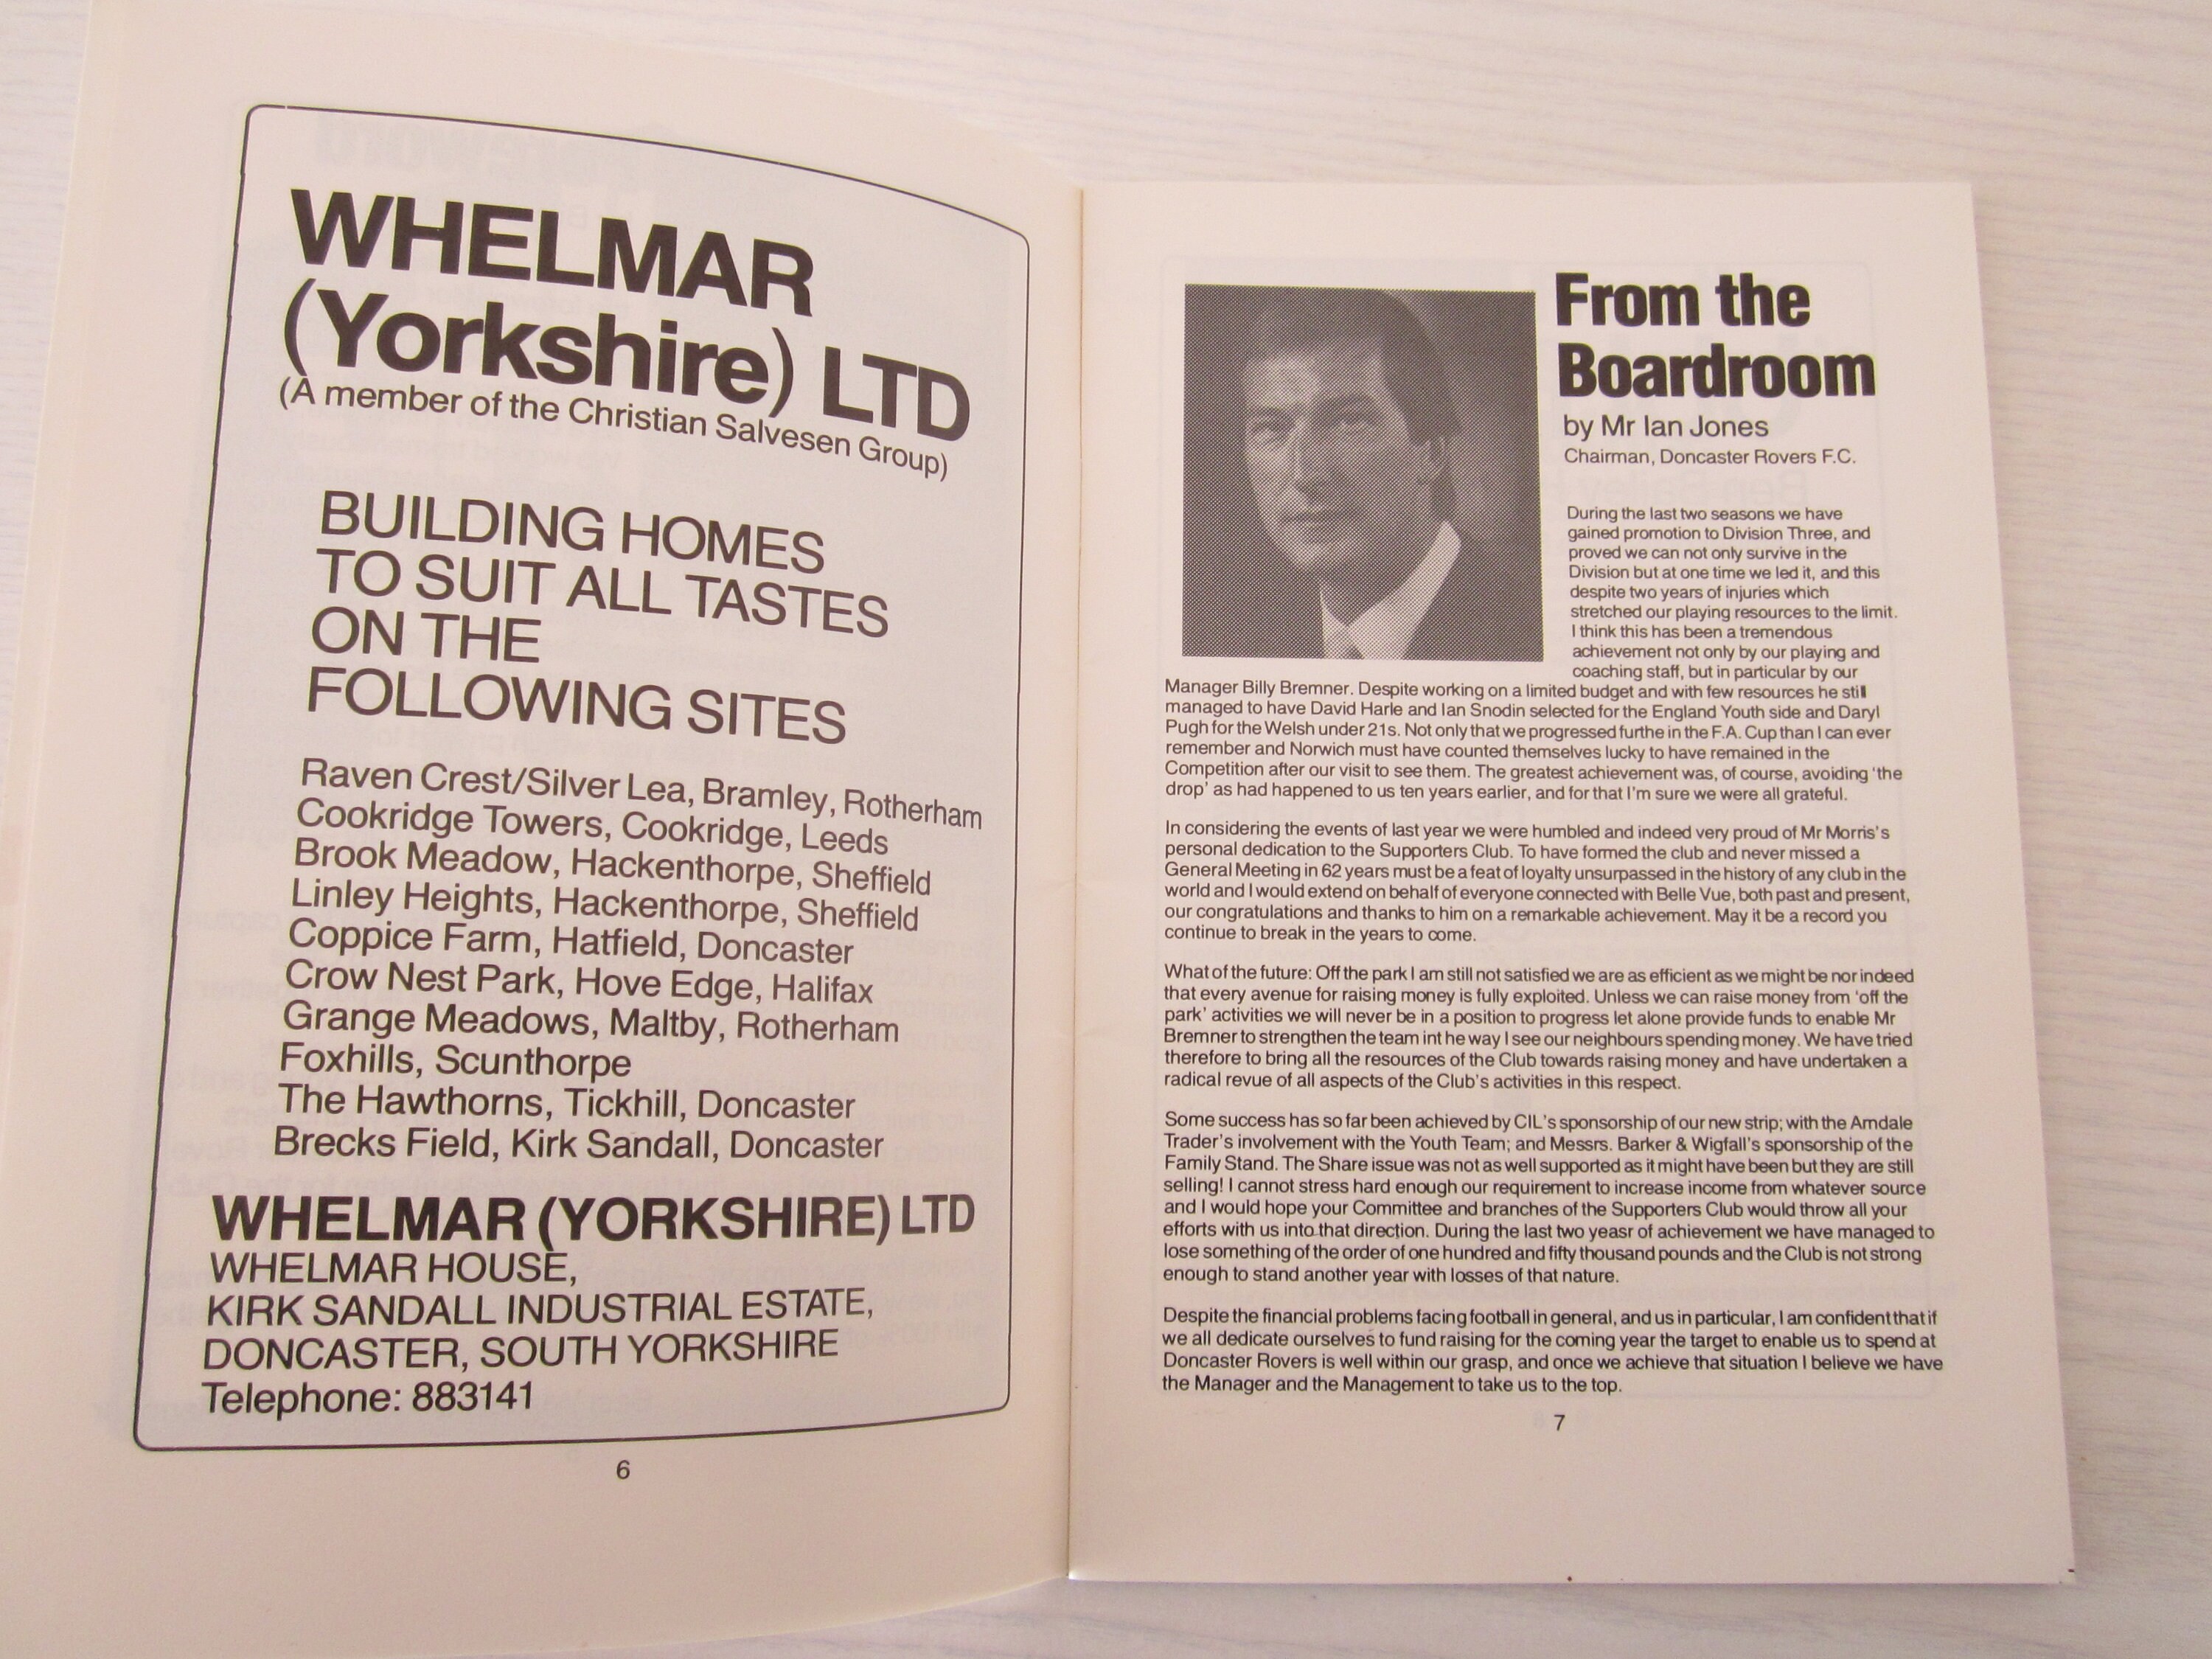 WHELMAR
(Yorkshire) LTD
(A member of the Christian Salvesen Group)
BUILDING HOMES
TO SUIT ALL TASTES
ON THE
FOLLOWING SITES
Raven Crest/Silver Lea, Bramley, Rotherham
Cookridge Towers, Cookridge, Leeds
Brook Meadow, Hackenthorpe, Sheffield
Linley Heights, Hackenthorpe, Sheffield
Coppice Farm, Hatfield, Doncaster
Crow Nest Park, Hove Edge, Halifax
Grange Meadows, Maltby, Rotherham
Foxhills, Scunthorpe
The Hawthorns, Tickhill, Doncaster
Brecks Field, Kirk Sandall, Doncaster
WHELMAR (YORKSHIRE) LTD
WHELMAR HOUSE,
KIRK SANDALL INDUSTRIAL ESTATE,
DONCASTER, SOUTH YORKSHIRE
Telephone: 883141
6
From the
Boardroom
by Mr Ian Jones
Chairman, Doncaster Rovers F.C.
During the last two seasons we have
gained promotion to Division Three, and
proved we can not only survive in the
Division but at one time we led it, and this
despite two years of injuries which
stretched our playing resources to the limit.
I think this has been a tremendous
achievement not only by our playing and
coaching staff, but in particular by our
Manager Billy Bremner. Despite working on a limited budget and with few resources he still
managed to have David Harle and Ian Snodin selected for the England Youth side and Daryl
Pugh for the Welsh under 21s. Not only that we progressed furthe in the F.A. Cup than I can ever
remember and Norwich must have counted themselves lucky to have remained in the
Competition after our visit to see them. The greatest achievement was, of course, avoiding 'the
drop' as had happened to us ten years earlier, and for that I'm sure we were all grateful.
In considering the events of last year we were humbled and indeed very proud of Mr Morris's
personal dedication to the Supporters Club. To have formed the club and never missed a
General Meeting in 62 years must be a feat of loyalty unsurpassed in the history of any club in the
world and I would extend on behalf of everyone connected with Belle Vue, both past and present,
our congratulations and thanks to him on a remarkable achievement. May it be a record you
continue to break in the years to come.
What of the future: Off the park I am still not satisfied we are as efficient as we might be nor indeed
that every avenue for raising money is fully exploited. Unless we can raise money from 'off the
park' activities we will never be in a position to progress let alone provide funds to enable Mr
Bremner to strengthen the team int he way I see our neighbours spending money. We have tried
therefore to bring all the resources of the Club towards raising money and have undertaken a
radical revue of all aspects of the Club's activities in this respect.
Some success has so far been achieved by CIL's sponsorship of our new strip; with the Arndale
Trader's involvement with the Youth Team; and Messrs. Barker & Wigfall's sponsorship of the
Family Stand. The Share issue was not as well supported as it might have been but they are still
selling! I cannot stress hard enough our requirement to increase income from whatever source
and I would hope your Committee and branches of the Supporters Club would throw all your
efforts with us into that direction. During the last two yeasr of achievement we have managed to
lose something of the order of one hundred and fifty thousand pounds and the Club is not strong
enough to stand another year with losses of that nature.
Despite the financial problems facing football in general, and us in particular, I am confident that if
we all dedicate ourselves to fund raising for the coming year the target to enable us to spend at
Doncaster Rovers is well within our grasp, and once we achieve that situation I believe we have
the Manager and the Management to take us to the top.
7